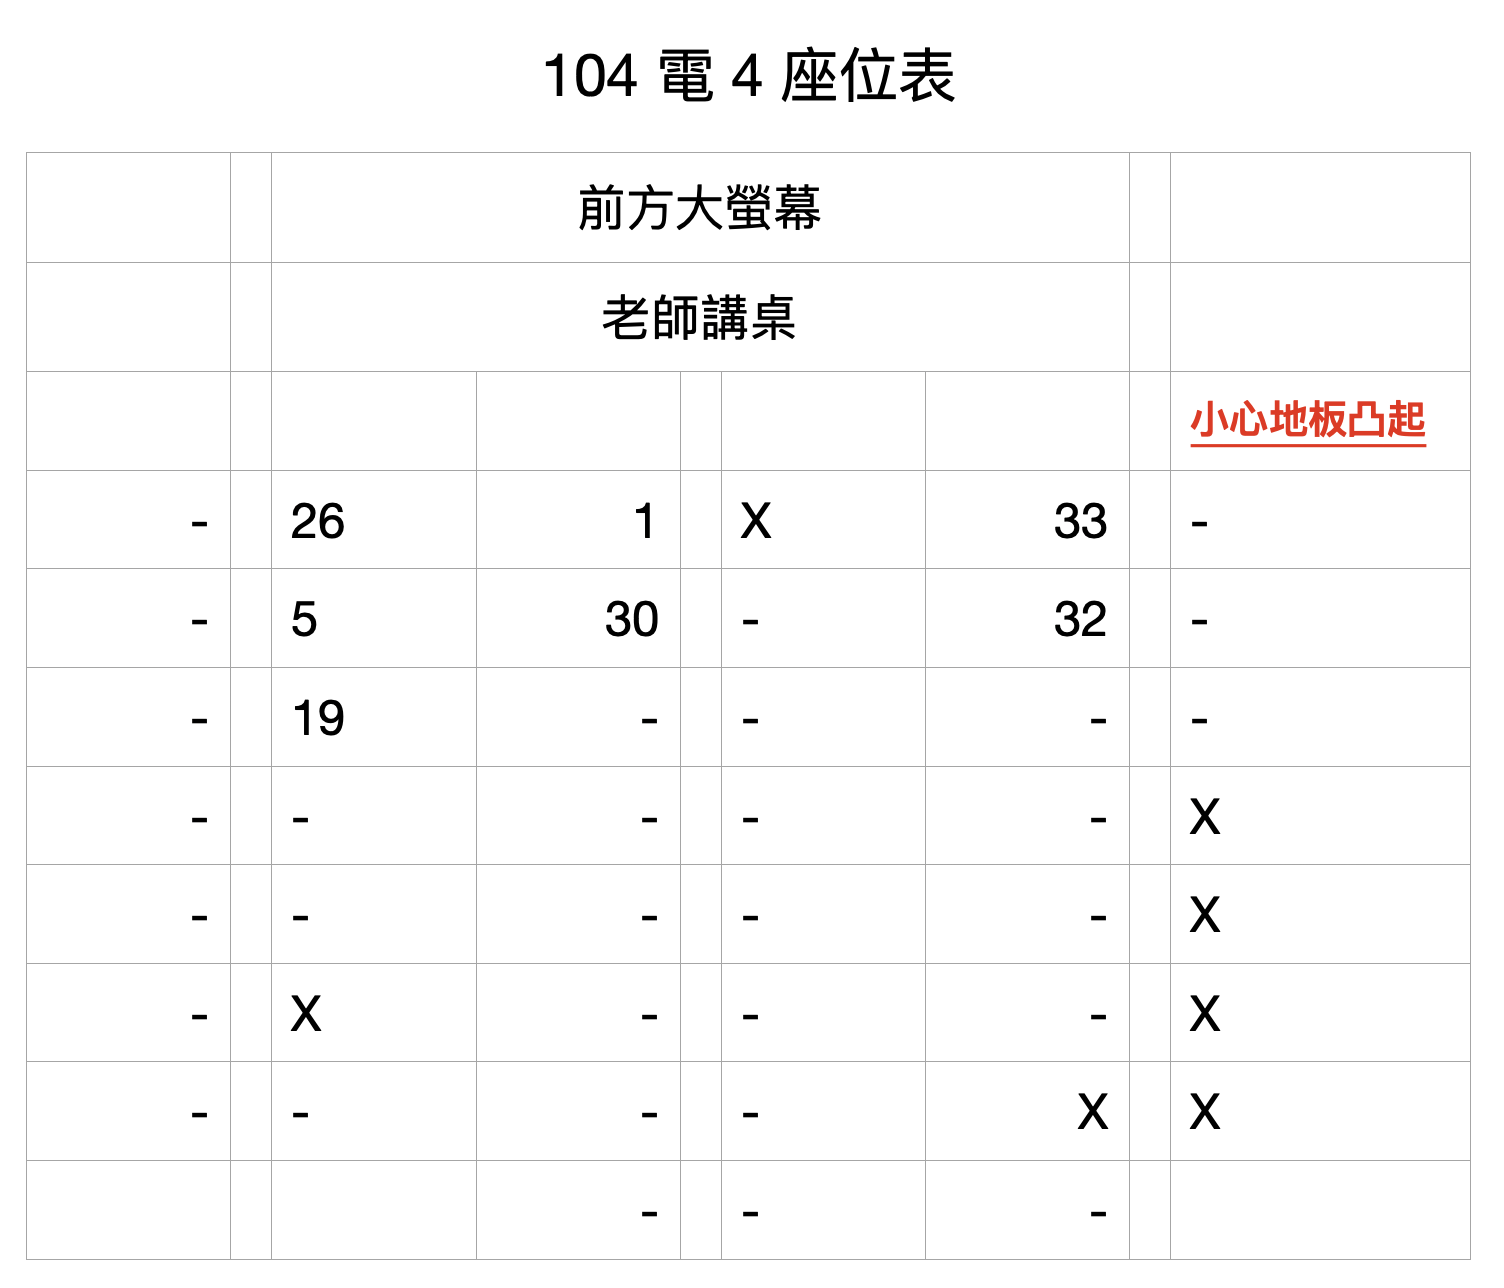 104 電 4 座位表
前方大螢幕
老師講桌
小心地板凸起
- 26 1 X 33 -
- 5 30 - 32 -
- 19 - - - -
- - - - - X
- - - - - X
- X - - - X
- - - - X X
- - -